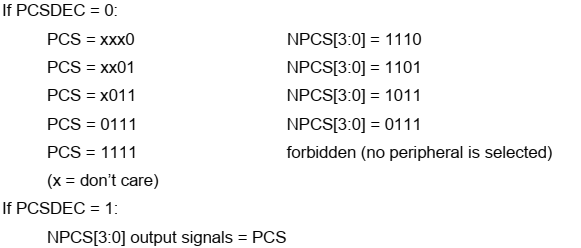 If PCSDEC = 0:
PCS = xxx0 NPCS[3:0] = 1110
PCS = xx01 NPCS[3:0] = 1101
PCS = x011 NPCS[3:0] = 1011
PCS = 0111 NPCS[3:0] = 0111
PCS = 1111 forbidden (no peripheral is selected)
(x = don’t care)
If PCSDEC = 1:
NPCS[3:0] output signals = PCS